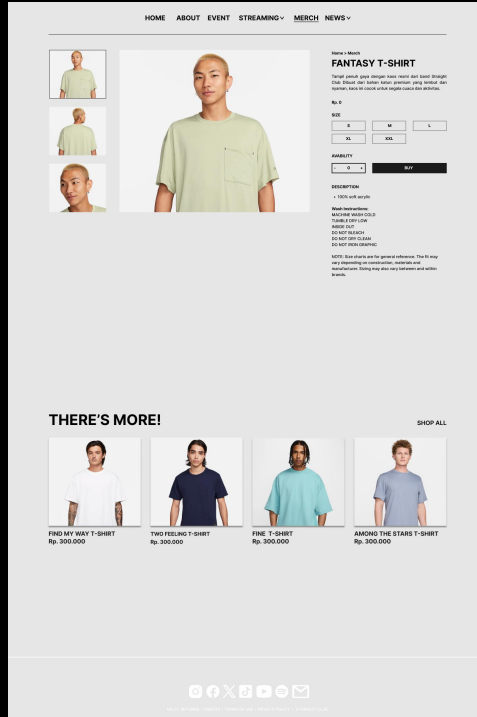 HOME ABOUT EVENT STREAMING MERCH NEWS
Home > Merch
FANTASY T-SHIRT
Tampil penuh gaya dengan kaos resmi dari band Straight
Club Dibuat dari bahan katun premium yang lembut dan
nyaman, kaos ini cocok untuk segala cuaca dan aktivitas.
Rp. 0
SIZE
S M L
XL XXL
AVABILITY
- 0 + BUY
DESCRIPTION
• 100% soft acrylic
Wash Instructions:
MACHINE WASH COLD
TUMBLE DRY LOW
INSIDE OUT
DO NOT BLEACH
DO NOT DRY CLEAN
DO NOT IRON GRAPHIC
NOTE: Size charts are for general reference. The fit may
vary depending on construction, materials and
manufacturer. Sizing may also vary between and within
brands.
THERE'S MORE!
SHOP ALL
FIND MY WAY T-SHIRT TWO FEELING T-SHIRT FINE T-SHIRT AMONG THE STARS T-SHIRT
Rp. 300.000 Rp. 300.000 Rp. 300.000 Rp. 300.000